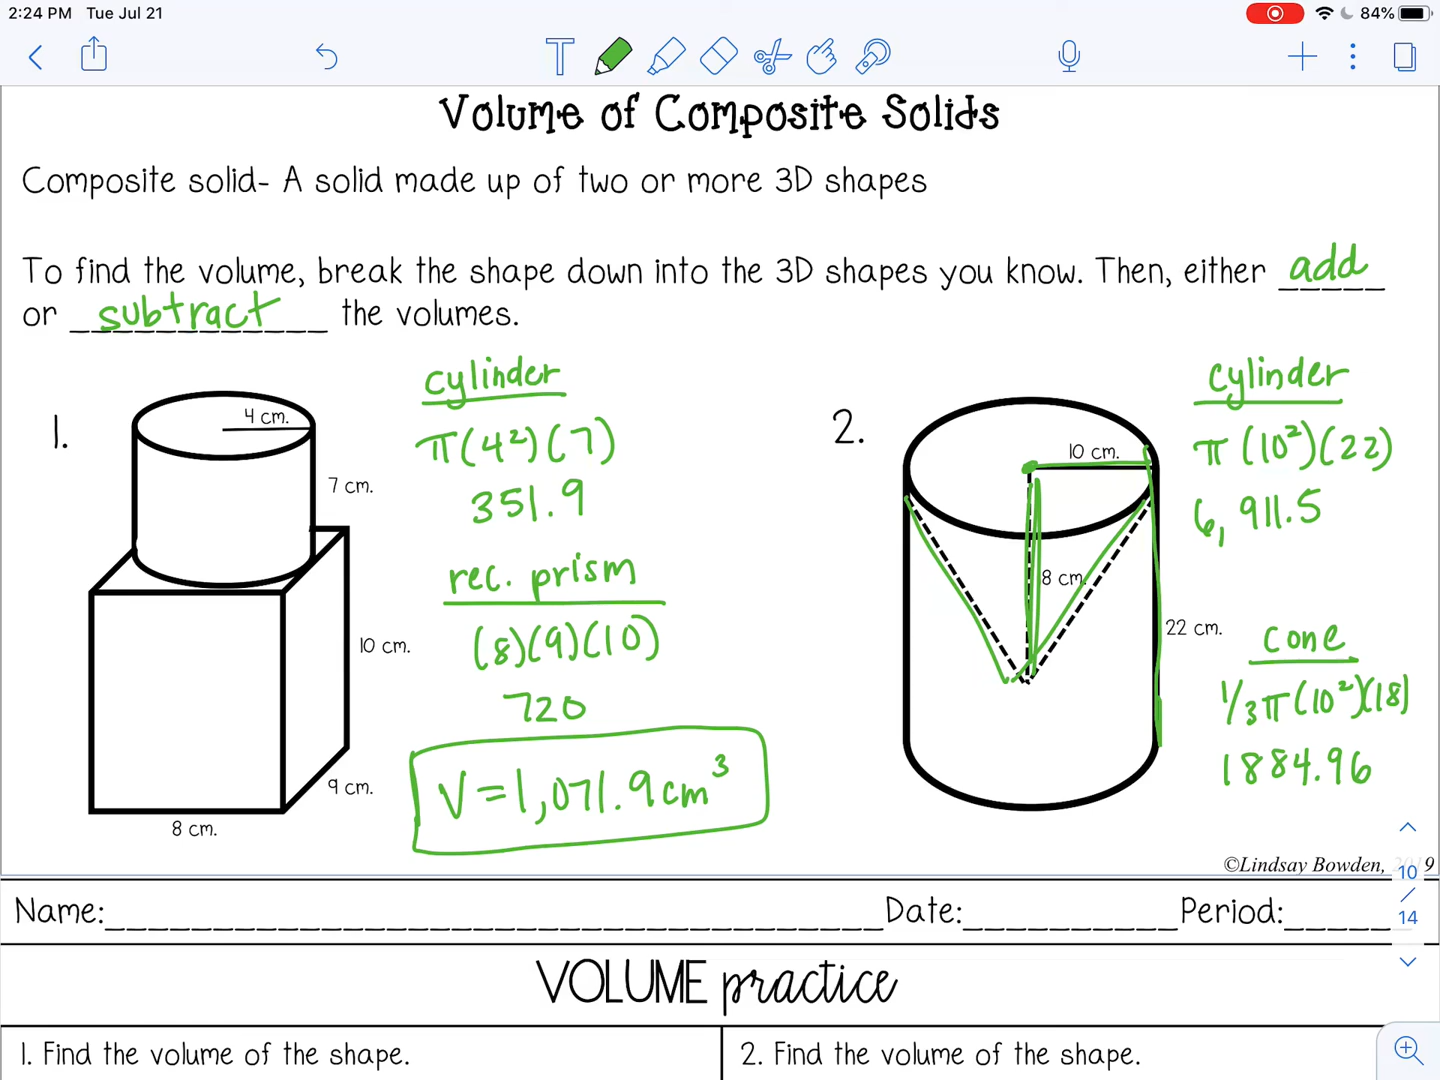 2:24 PM Tue Jul 21
84%
Volume of Composite Solids
Composite solid- A solid made up of two or more 3D shapes
To find the volume, break the shape down into the 3D shapes you know. Then, either add
or subtract the volumes.
1.
4 cm.
7 cm.
10 cm.
9 cm.
8 cm.
cylinder
π(4²)(7)
351.9
rec. prism
(8)(9)(10)
720
V=1,071.9cm³
2.
10 cm.
8 cm.
22 cm.
cylinder
π(10²)(22)
6,911.5
cone
1/3π(10²)(18)
1884.96
©Lindsay Bowden,
10
/
14
Name: Date: Period:
VOLUME practice
1. Find the volume of the shape.
2. Find the volume of the shape.